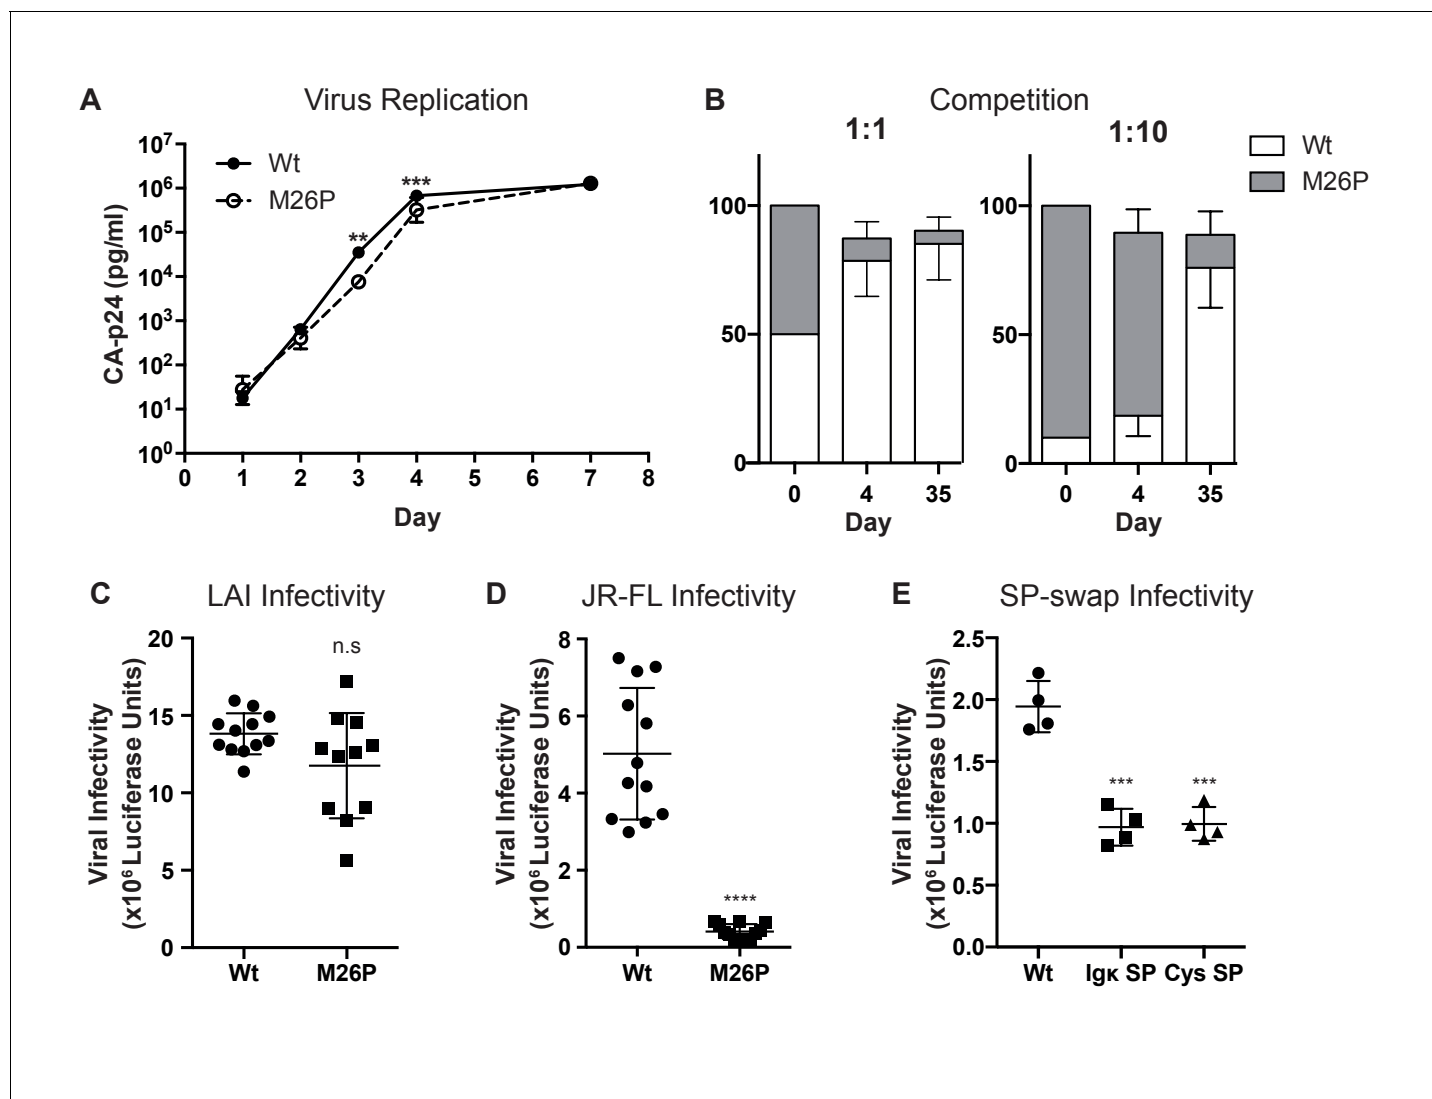 A
Virus Replication
CA-p24 (pg/ml)
10⁷
10⁶
10⁵
10⁴
10³
10²
10¹
10⁰
Wt
M26P
**
***
0 1 2 3 4 5 6 7 8
Day
B
Competition
1:1
1:10
Wt
M26P
100
50
0
0 4 35
Day
100
50
0
0 4 35
Day
C
LAI Infectivity
Viral Infectivity
(x10⁶ Luciferase Units)
20
15
10
5
0
n.s
Wt M26P
D
JR-FL Infectivity
Viral Infectivity
(x10⁶ Luciferase Units)
8
6
4
2
0
****
Wt M26P
E
SP-swap Infectivity
Viral Infectivity
(x10⁶ Luciferase Units)
2.5
2.0
1.5
1.0
0.5
0.0
*** ***
Wt Igκ SP Cys SP